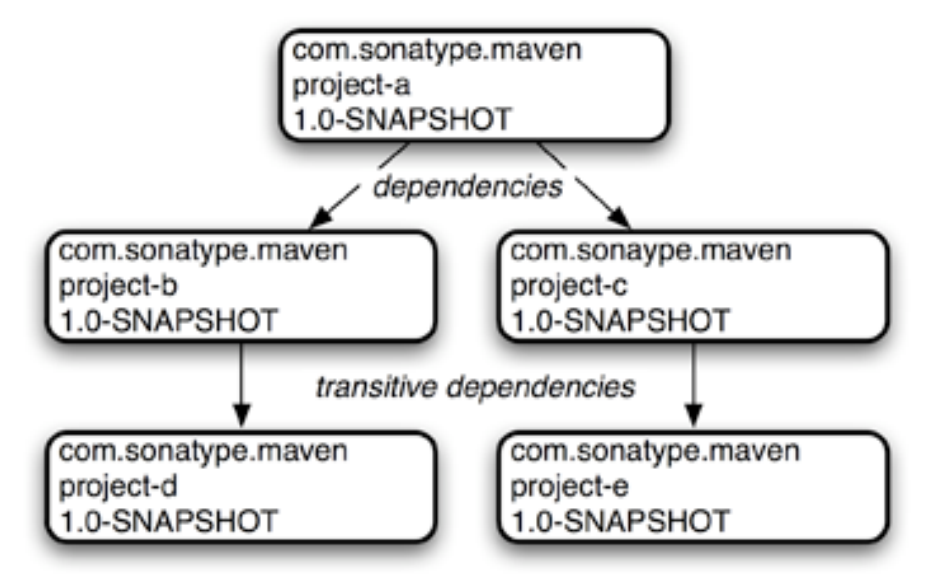 com.sonatype.maven
project-a
1.0-SNAPSHOT
dependencies
com.sonatype.maven
project-b
1.0-SNAPSHOT
com.sonaype.maven
project-c
1.0-SNAPSHOT
transitive dependencies
com.sonatype.maven
project-d
1.0-SNAPSHOT
com.sonatype.maven
project-e
1.0-SNAPSHOT